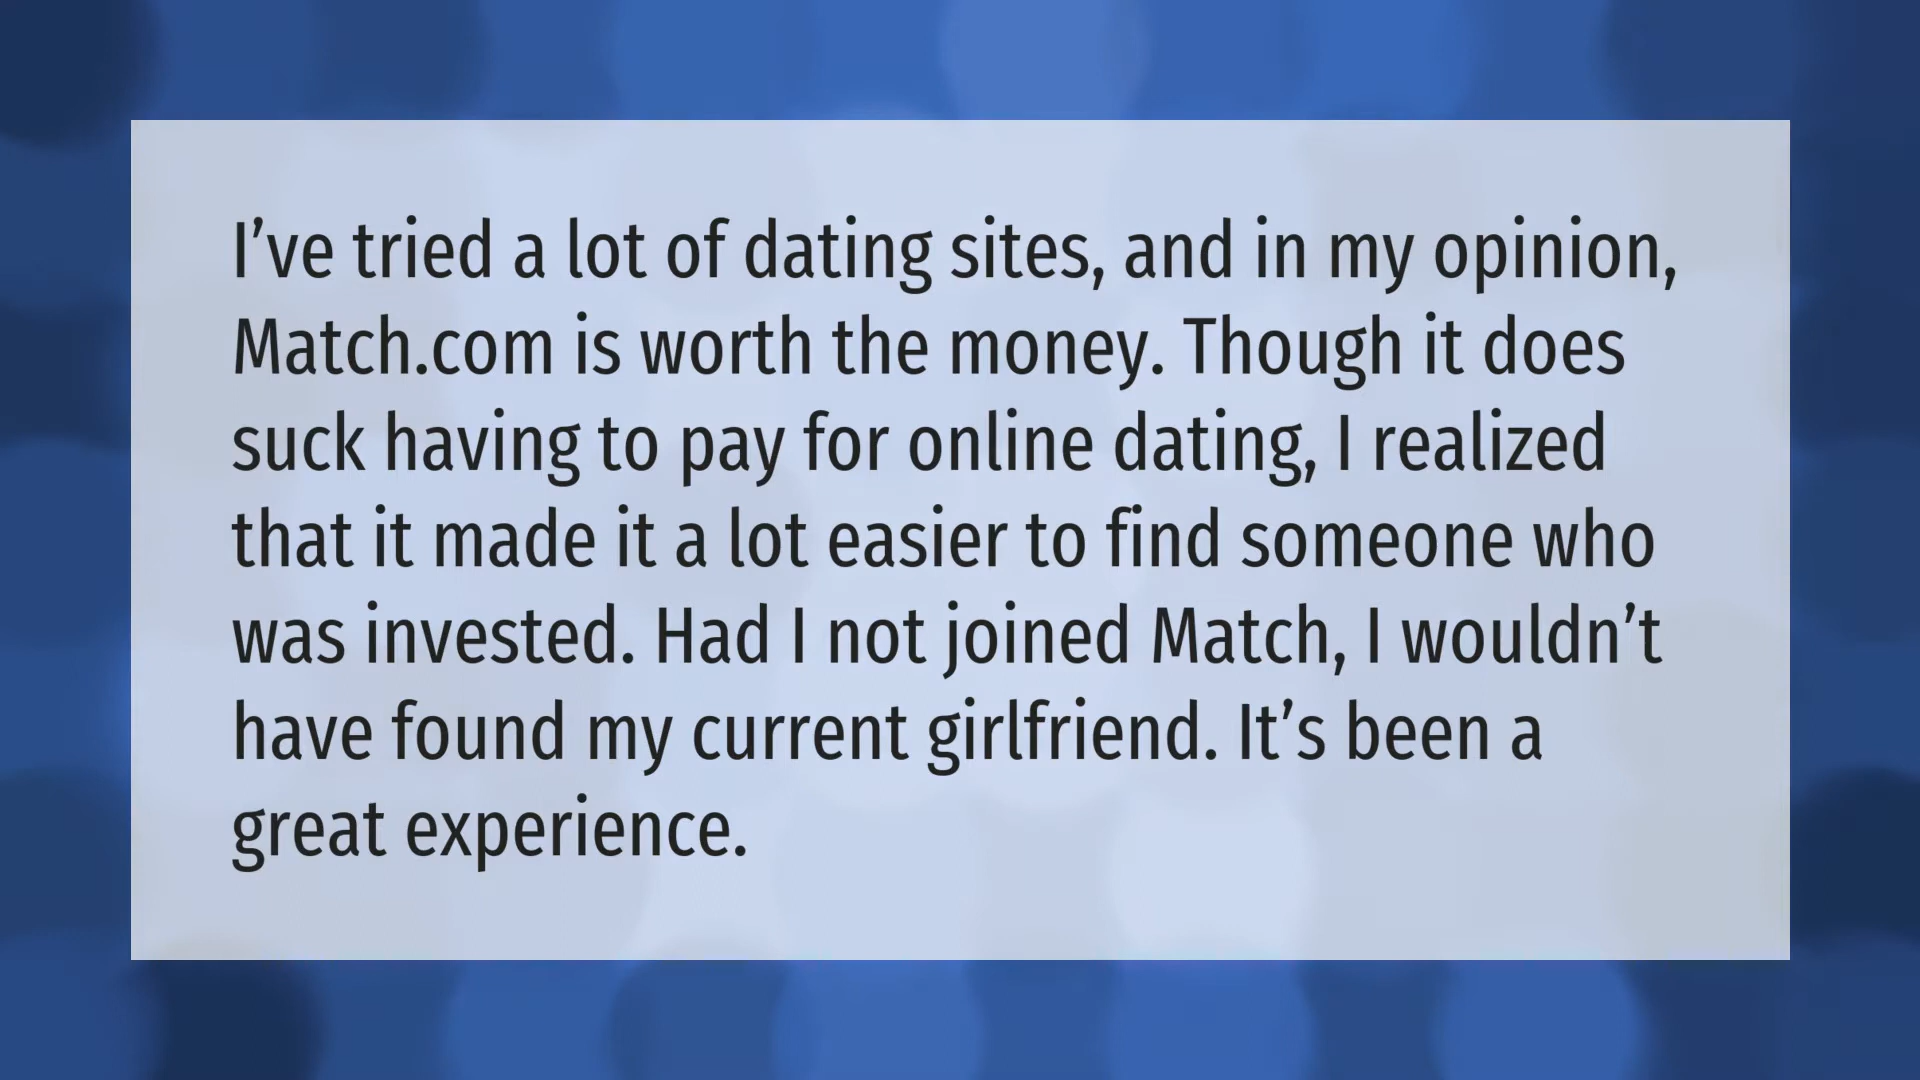 I’ve tried a lot of dating sites, and in my opinion,
Match.com is worth the money. Though it does
suck having to pay for online dating, I realized
that it made it a lot easier to find someone who
was invested. Had I not joined Match, I wouldn’t
have found my current girlfriend. It’s been a
great experience.